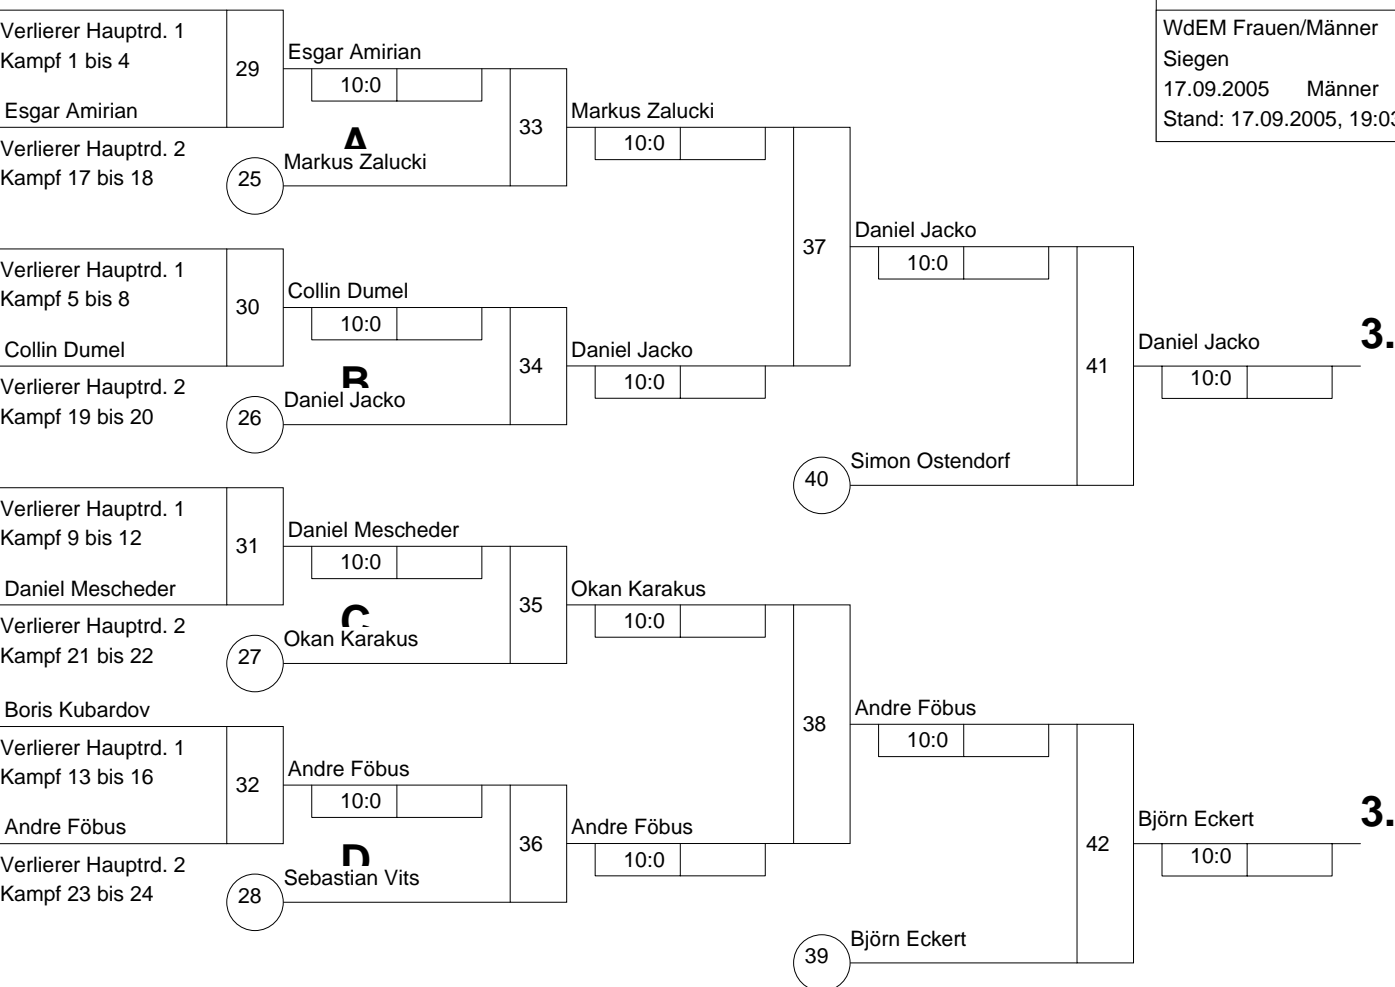 WdEM Frauen/Männer
Siegen
17.09.2005 Männer
Stand: 17.09.2005, 19:03
Verlierer Hauptrd. 1
Kampf 1 bis 4
29
Esgar Amirian
10:0
Esgar Amirian
A
33
Markus Zalucki
10:0
Verlierer Hauptrd. 2
Kampf 17 bis 18
25
Markus Zalucki
37
Daniel Jacko
10:0
Verlierer Hauptrd. 1
Kampf 5 bis 8
30
Collin Dumel
10:0
Collin Dumel
B
34
Daniel Jacko
10:0
Verlierer Hauptrd. 2
Kampf 19 bis 20
26
Daniel Jacko
41
Daniel Jacko
10:0
3.
40
Simon Ostendorf
Verlierer Hauptrd. 1
Kampf 9 bis 12
31
Daniel Mescheder
10:0
Daniel Mescheder
C
35
Okan Karakus
10:0
Verlierer Hauptrd. 2
Kampf 21 bis 22
27
Okan Karakus
38
Andre Föbus
10:0
Boris Kubardov
Verlierer Hauptrd. 1
Kampf 13 bis 16
32
Andre Föbus
10:0
Andre Föbus
D
36
Andre Föbus
10:0
Verlierer Hauptrd. 2
Kampf 23 bis 24
28
Sebastian Vits
42
Björn Eckert
10:0
3.
39
Björn Eckert